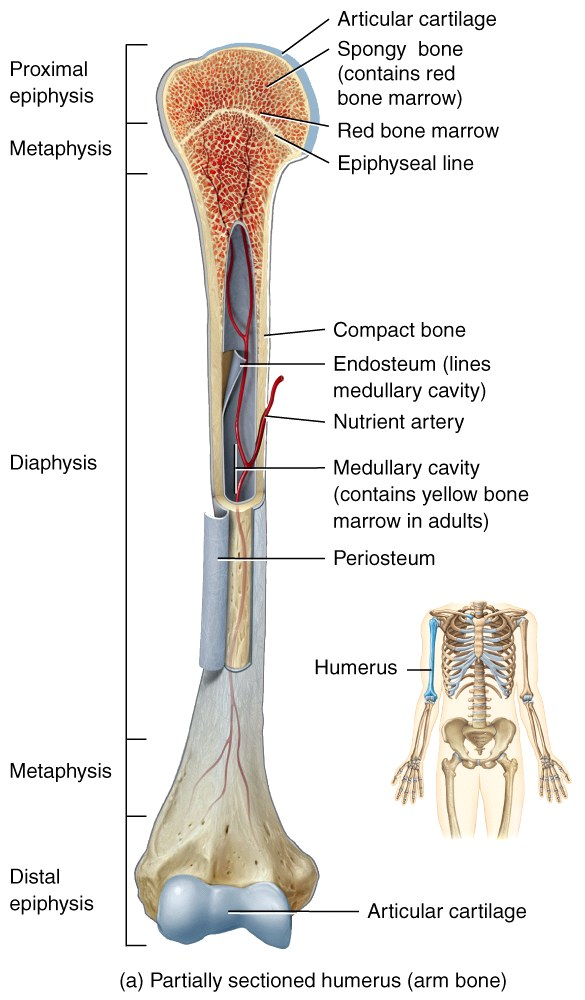 Articular cartilage
Spongy bone
(contains red
bone marrow)
Red bone marrow
Epiphyseal line
Proximal
epiphysis
Metaphysis
Compact bone
Endosteum (lines
medullary cavity)
Nutrient artery
Diaphysis
Medullary cavity
(contains yellow bone
marrow in adults)
Periosteum
Humerus
Metaphysis
Distal
epiphysis
Articular cartilage
(a) Partially sectioned humerus (arm bone)